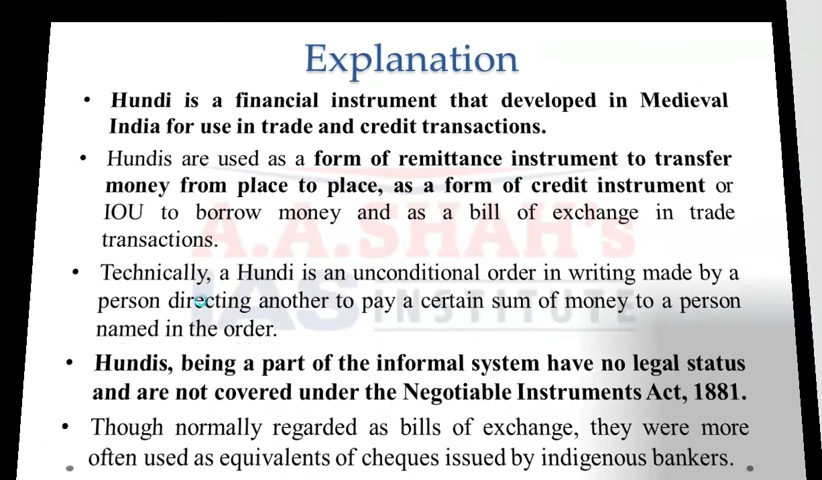 Explanation
• Hundi is a financial instrument that developed in Medieval
India for use in trade and credit transactions.
• Hundis are used as a form of remittance instrument to transfer
money from place to place, as a form of credit instrument or
IOU to borrow money and as a bill of exchange in trade
transactions.
A.A.SHAH's
• Technically, a Hundi is an unconditional order in writing made by a
person directing another to pay a certain sum of money to a person
named in the order.
IAS INSTITUTE
• Hundis, being a part of the informal system have no legal status
and are not covered under the Negotiable Instruments Act, 1881.
• Though normally regarded as bills of exchange, they were more
often used as equivalents of cheques issued by indigenous bankers.